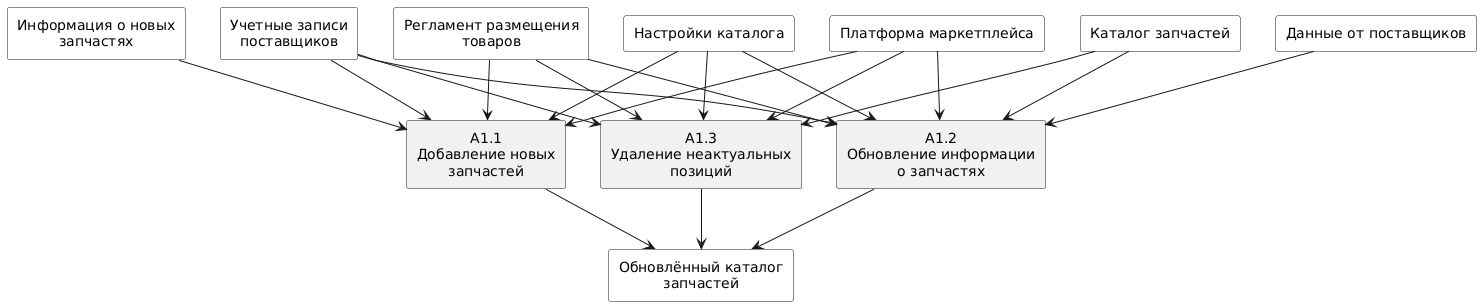 Информация о новых
запчастях
Учетные записи
поставщиков
Регламент размещения
товаров
Настройки каталога
Платформа маркетплейса
Каталог запчастей
Данные от поставщиков
A1.1
Добавление новых
запчастей
A1.3
Удаление неактуальных
позиций
A1.2
Обновление информации
о запчастях
Обновлённый каталог
запчастей